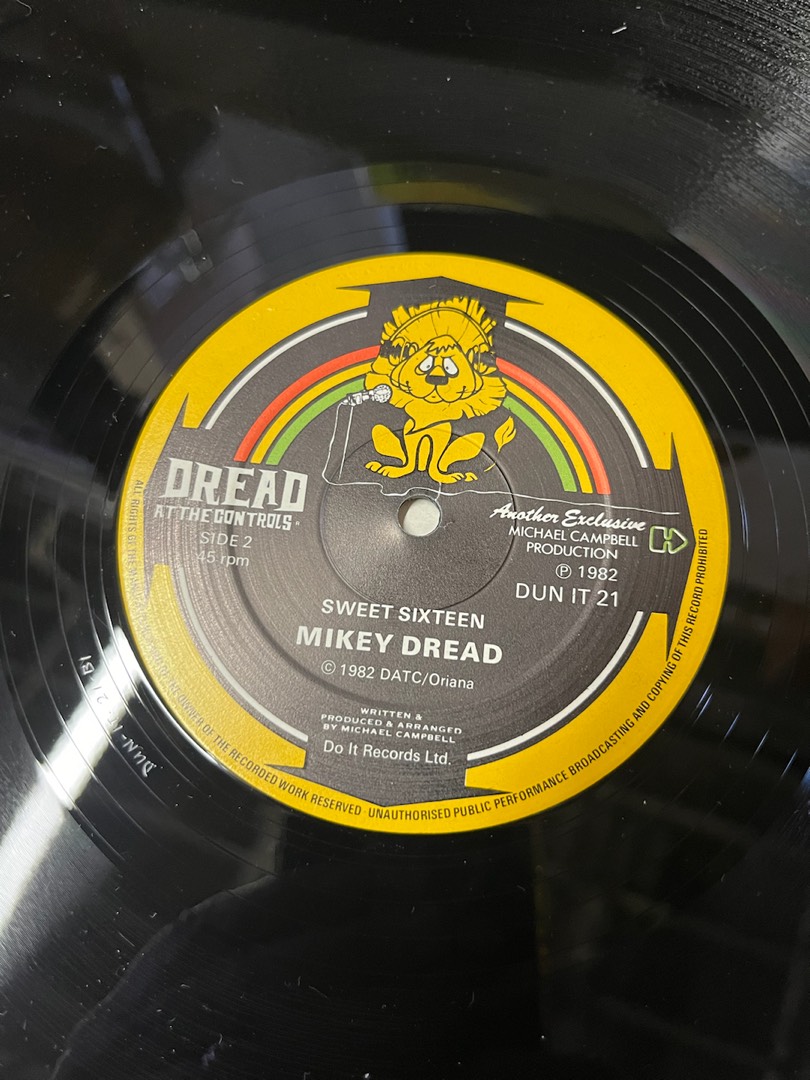 DREAD
AT THE CONTROLS"
SIDE 2
45 rpm
Another Exclusive
MICHAEL CAMPBELL
PRODUCTION
Ⓟ 1982
DUN IT 21
SWEET SIXTEEN
MIKEY DREAD
© 1982 DATC/Oriana
WRITTEN &
PRODUCED & ARRANGED
BY MICHAEL CAMPBELL
Do It Records Ltd.
ALL RIGHTS OF THE OWNER OF THE RECORDED WORK RESERVED UNAUTHORISED PUBLIC PERFORMANCE BROADCASTING AND COPYING OF THIS RECORD PROHIBITED